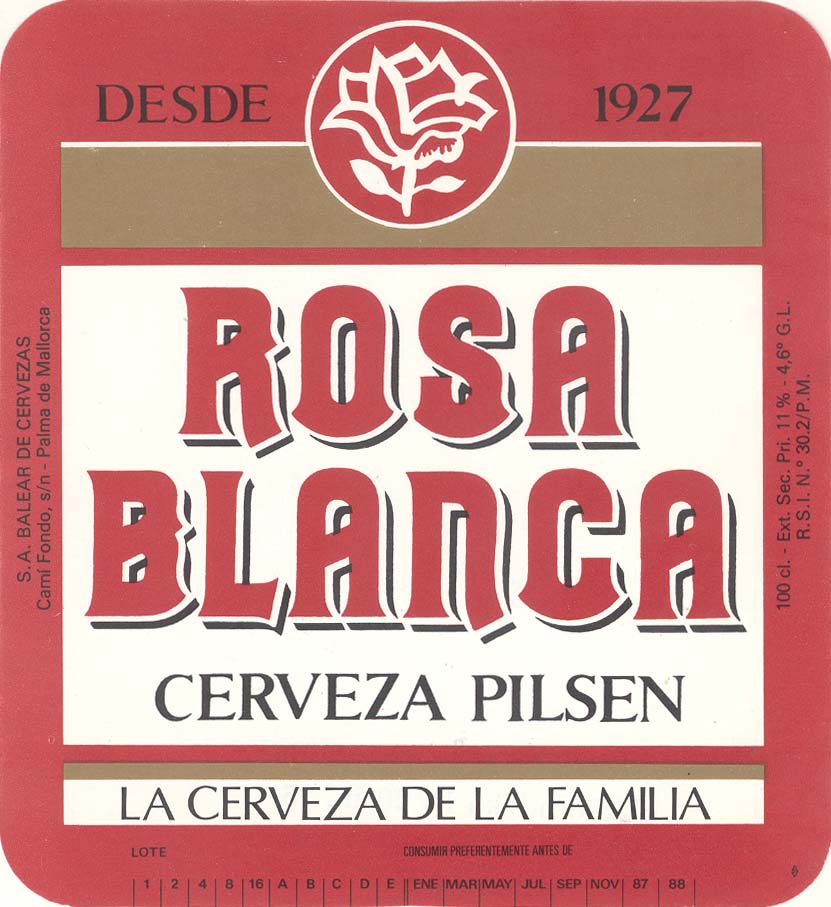 DESDE 1927
ROSA
BLANCA
CERVEZA PILSEN
LA CERVEZA DE LA FAMILIA
S.A. BALEAR DE CERVEZAS
Camí Fondo, s/n - Palma de Mallorca
100 cl. - Ext. Sec. Pri. 11 % - 4,6º G.L.
R.S.I. N.º 30.2/P.M.
LOTE CONSUMIR PREFERENTEMENTE ANTES DE
1 2 4 8 16 A B C D E ENE MAR MAY JUL SEP NOV 87 88